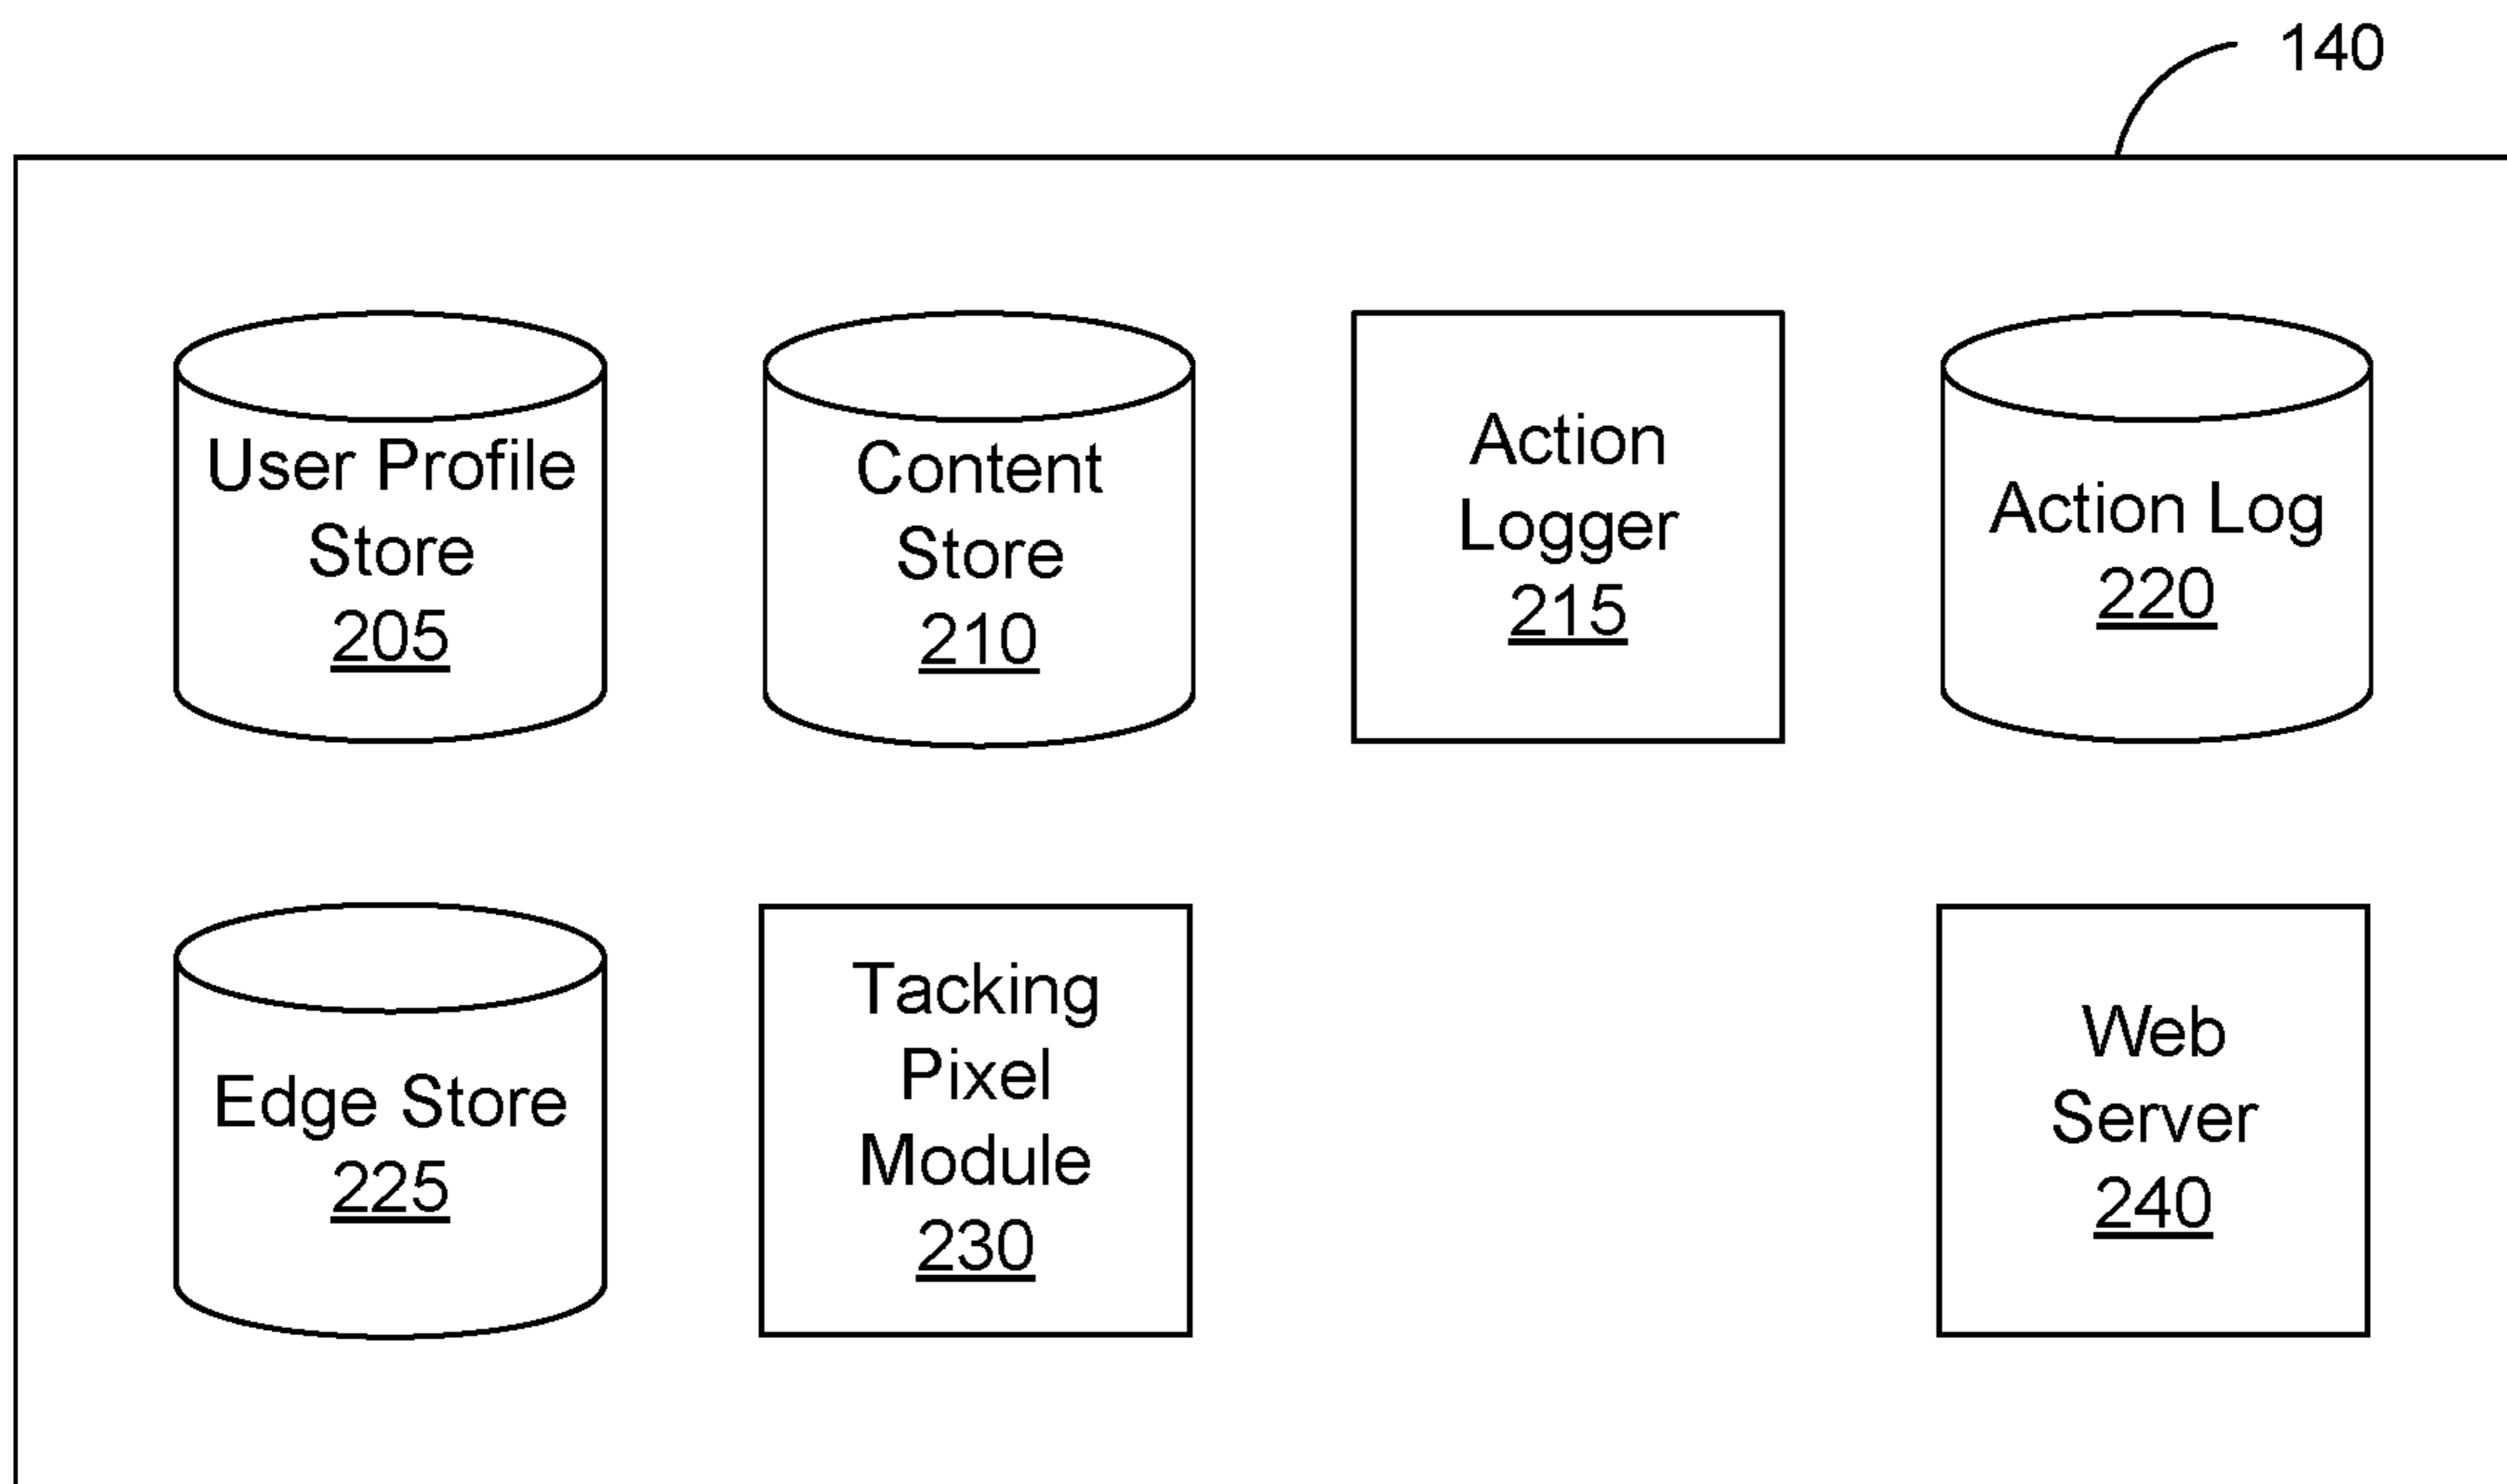 140
User Profile
Store
205
Content
Store
210
Action
Logger
215
Action Log
220
Edge Store
225
Tacking
Pixel
Module
230
Web
Server
240